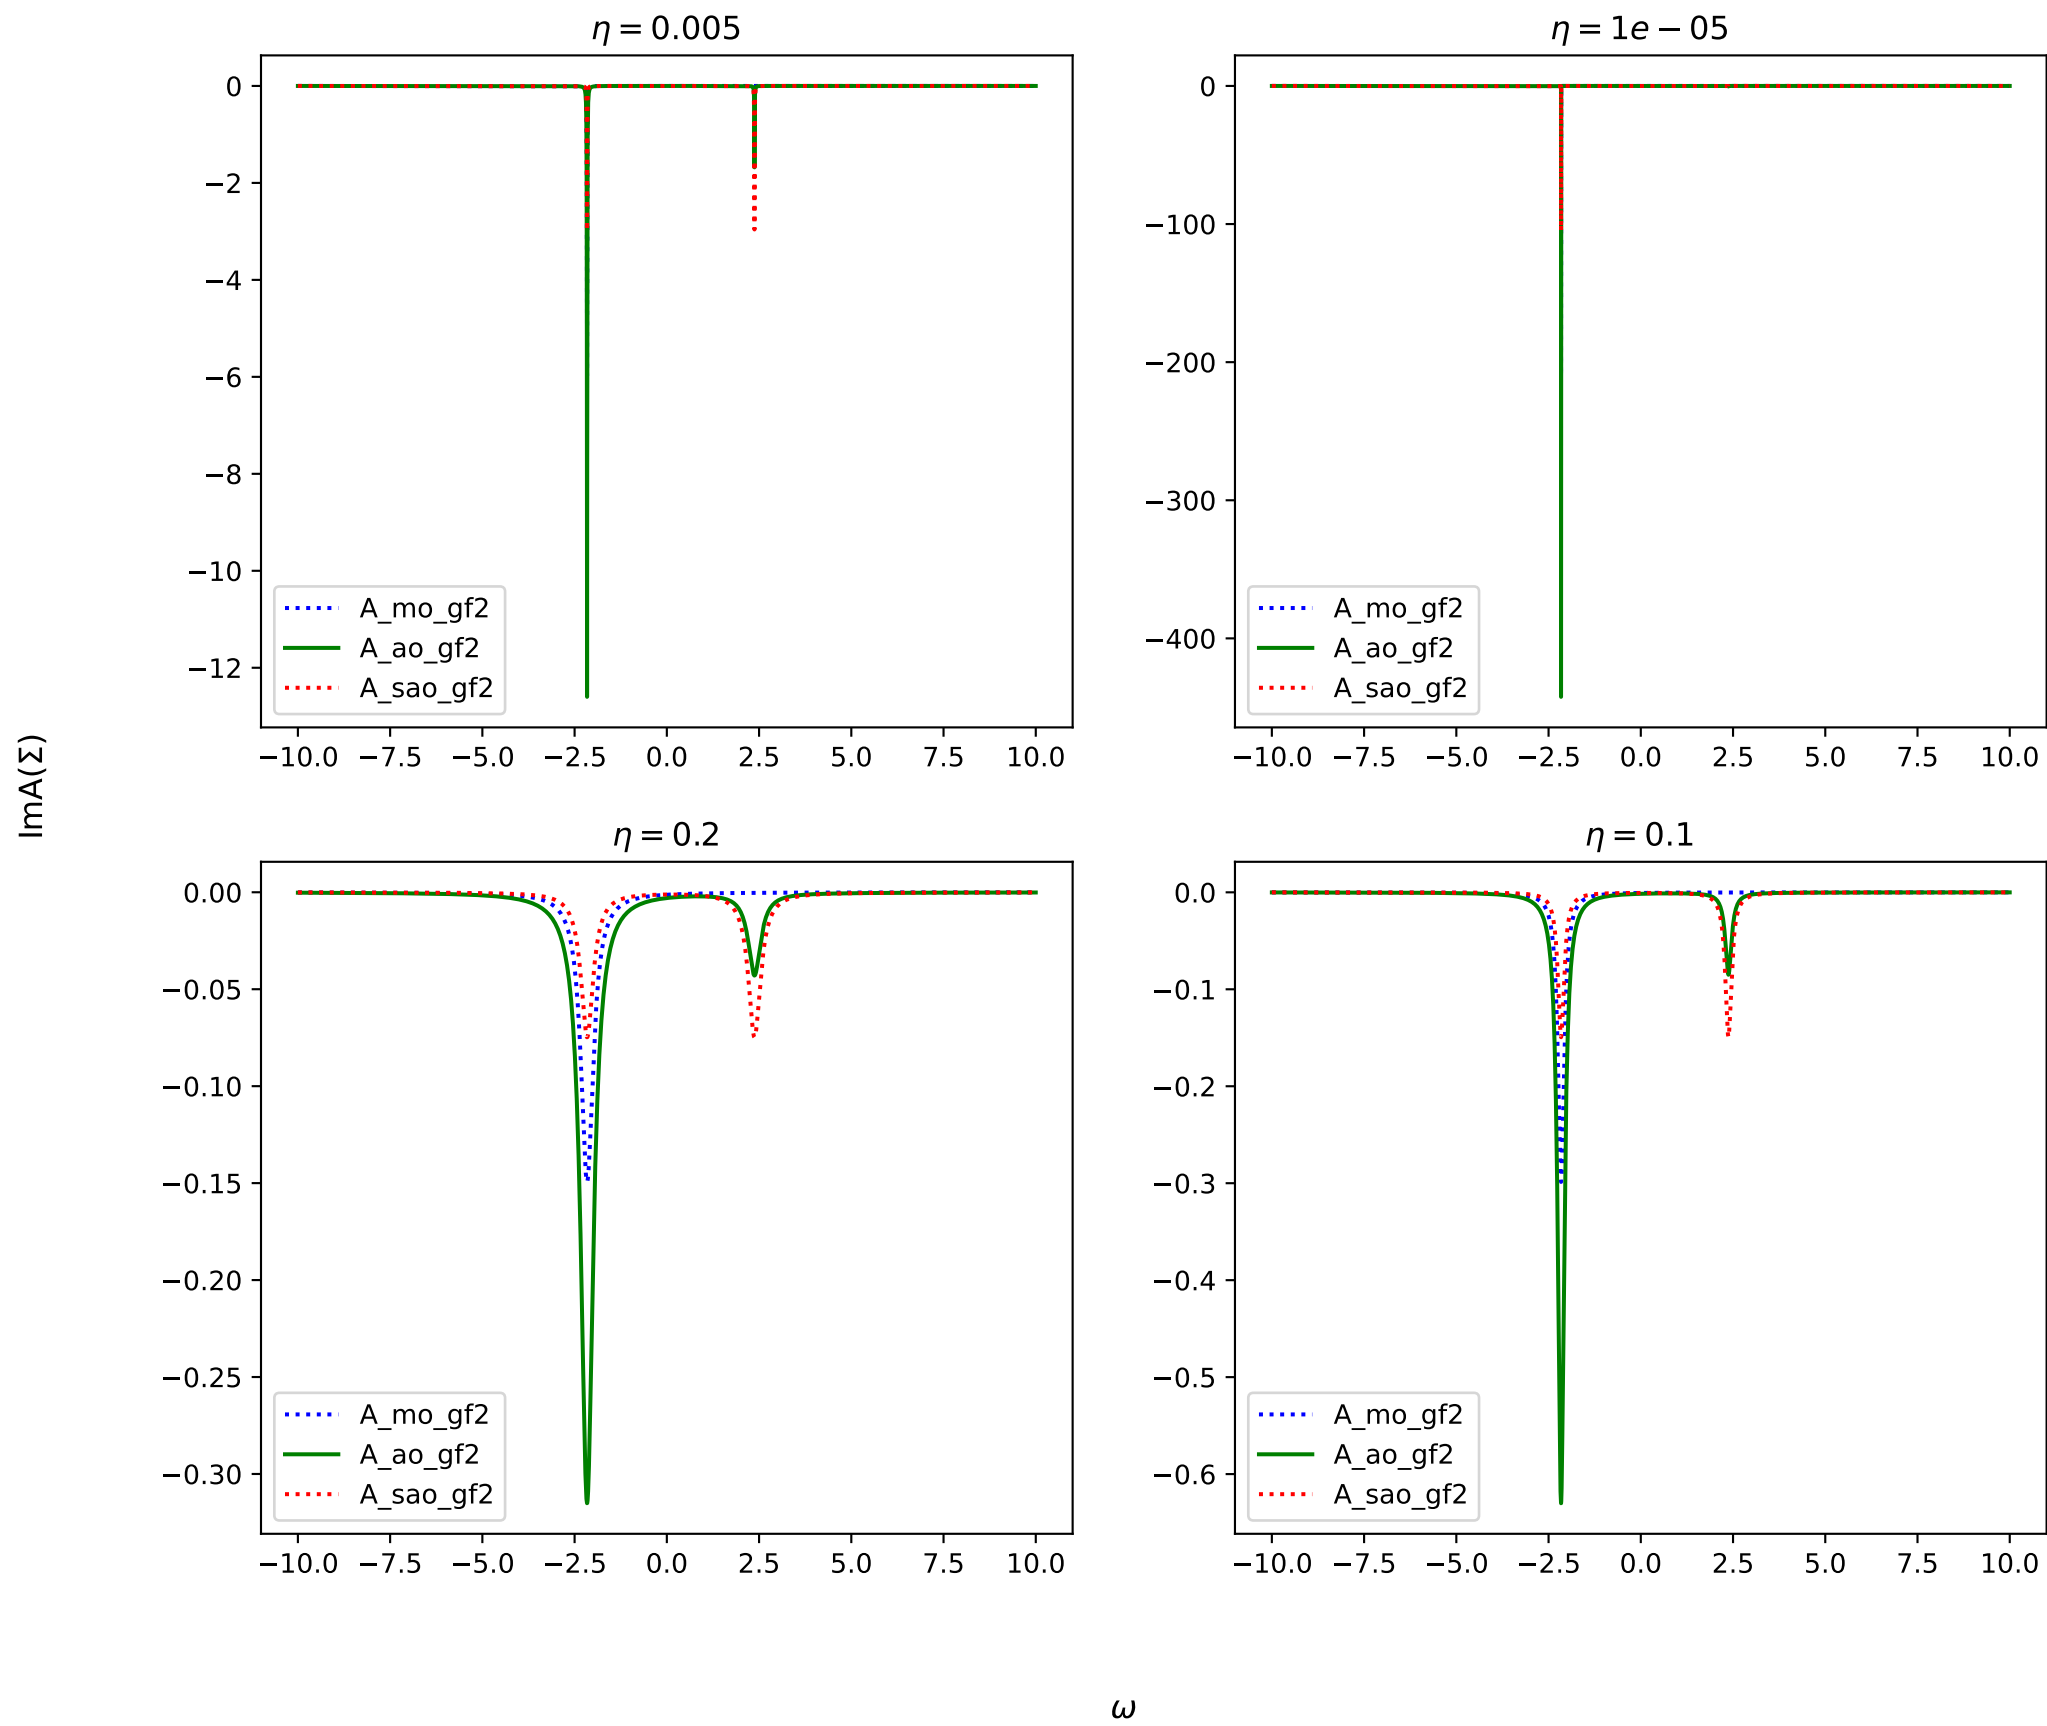 η = 0.005
0
−2
−4
−6
−8
−10
−12
A_mo_gf2
A_ao_gf2
A_sao_gf2
−10.0 −7.5 −5.0 −2.5 0.0 2.5 5.0 7.5 10.0
η = 1e − 05
0
−100
−200
−300
−400
A_mo_gf2
A_ao_gf2
A_sao_gf2
−10.0 −7.5 −5.0 −2.5 0.0 2.5 5.0 7.5 10.0
ImA(Σ)
η = 0.2
0.00
−0.05
−0.10
−0.15
−0.20
−0.25
−0.30
A_mo_gf2
A_ao_gf2
A_sao_gf2
−10.0 −7.5 −5.0 −2.5 0.0 2.5 5.0 7.5 10.0
η = 0.1
0.0
−0.1
−0.2
−0.3
−0.4
−0.5
−0.6
A_mo_gf2
A_ao_gf2
A_sao_gf2
−10.0 −7.5 −5.0 −2.5 0.0 2.5 5.0 7.5 10.0
ω